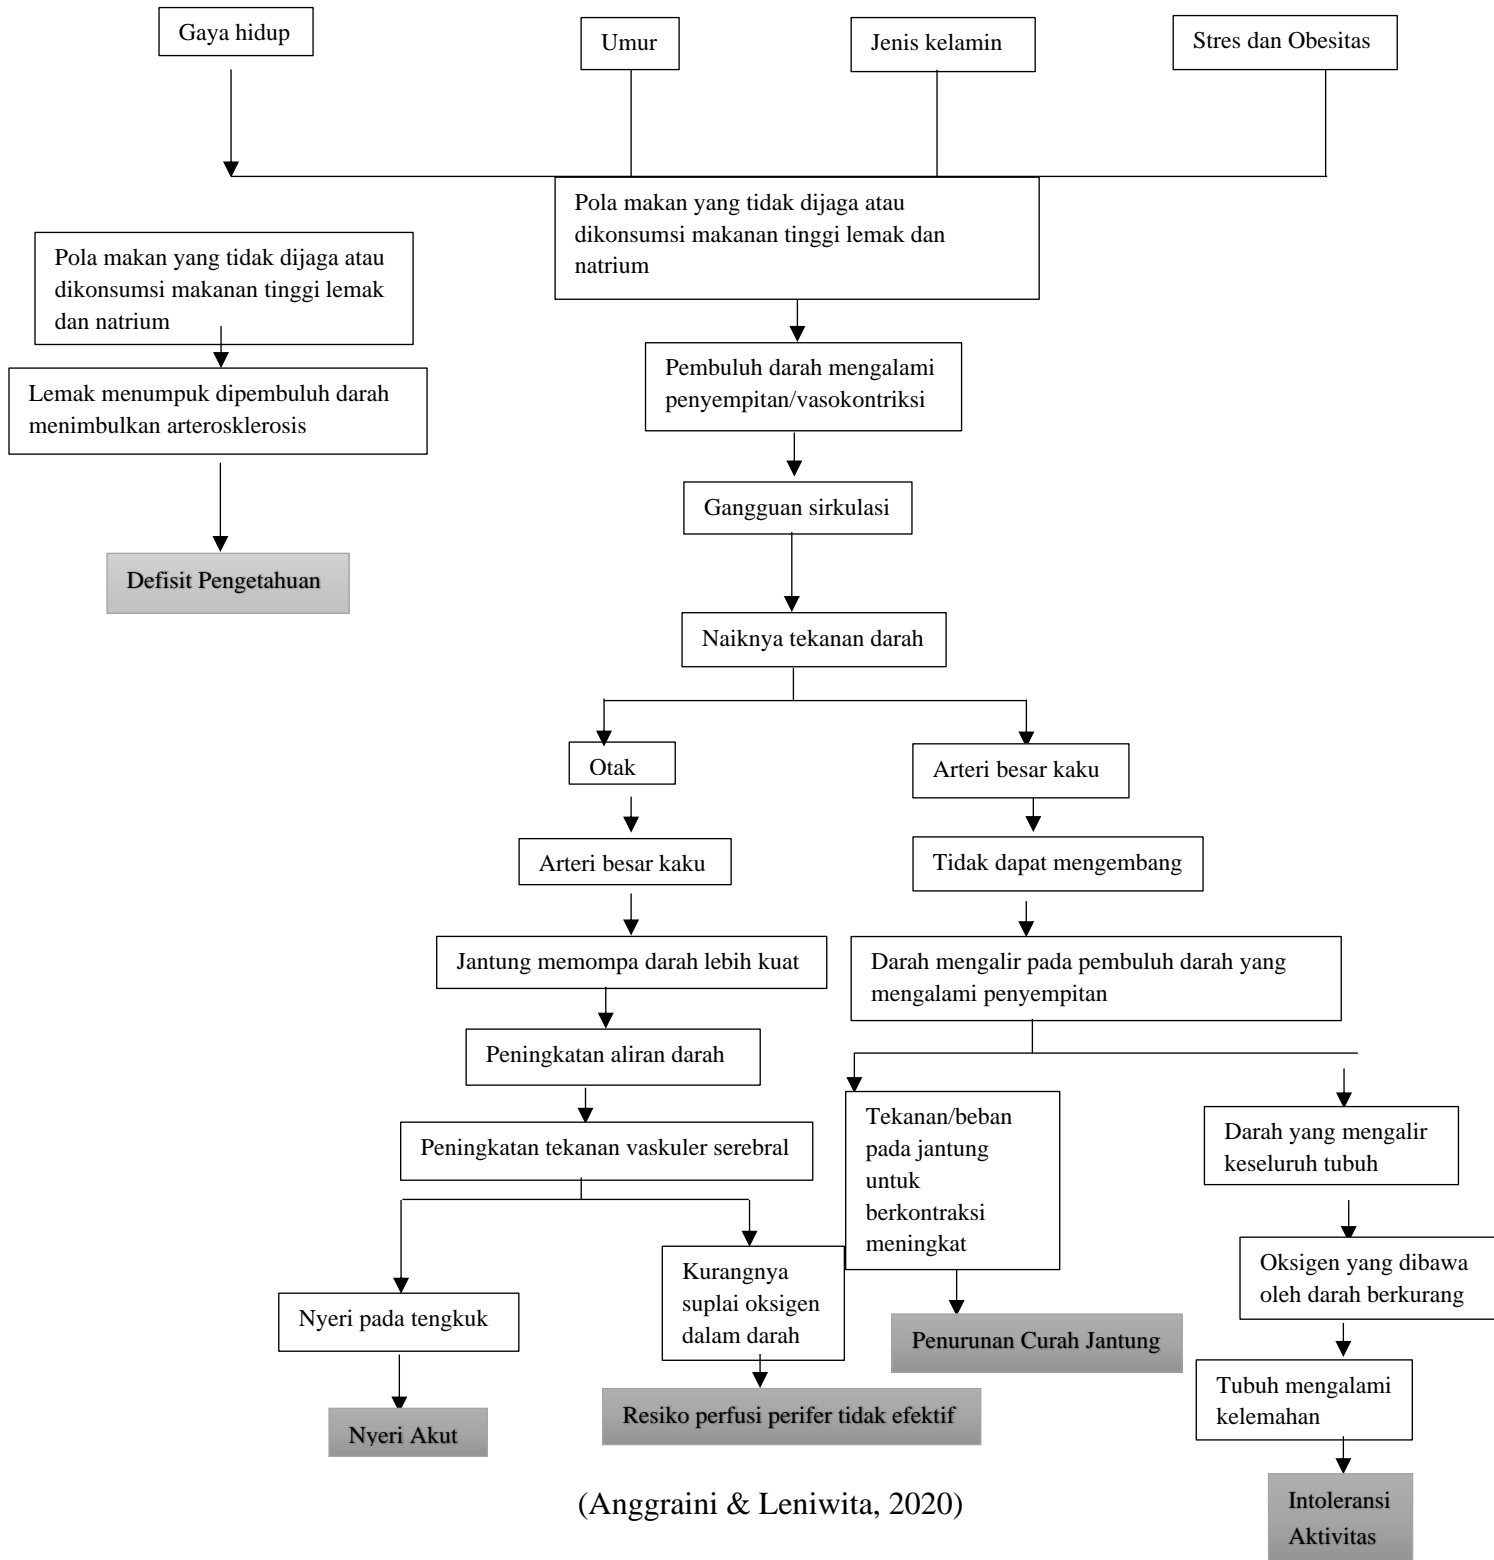 Gaya hidup
Umur
Jenis kelamin
Stres dan Obesitas
Pola makan yang tidak dijaga atau
dikonsumsi makanan tinggi lemak dan
natrium
Pola makan yang tidak dijaga atau
dikonsumsi makanan tinggi lemak
dan natrium
Pembuluh darah mengalami
penyempitan/vasokontriksi
Lemak menumpuk dipembuluh darah
menimbulkan arterosklerosis
Gangguan sirkulasi
Defisit Pengetahuan
Naiknya tekanan darah
Otak
Arteri besar kaku
Arteri besar kaku
Tidak dapat mengembang
Jantung memompa darah lebih kuat
Darah mengalir pada pembuluh darah yang
mengalami penyempitan
Peningkatan aliran darah
Peningkatan tekanan vaskuler serebral
Tekanan/beban
pada jantung
untuk
berkontraksi
meningkat
Darah yang mengalir
keseluruh tubuh
Nyeri pada tengkuk
Kurangnya
suplai oksigen
dalam darah
Oksigen yang dibawa
oleh darah berkurang
Penurunan Curah Jantung
Tubuh mengalami
kelemahan
Nyeri Akut
Resiko perfusi perifer tidak efektif
Intoleransi
Aktivitas
(Anggraini & Leniwita, 2020)